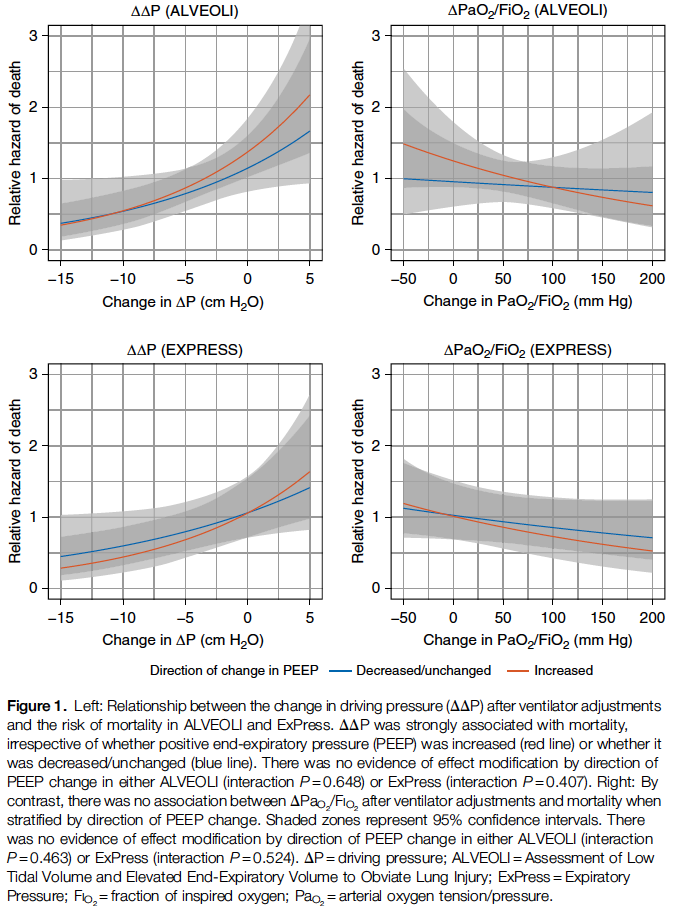 ΔΔP (ALVEOLI)
3
2
1
0
Relative hazard of death
−15
−10
−5
0
5
Change in ΔP (cm H₂O)
ΔPaO₂/FiO₂ (ALVEOLI)
3
2
1
0
Relative hazard of death
−50
0
50
100
150
200
Change in PaO₂/FiO₂ (mm Hg)
ΔΔP (EXPRESS)
3
2
1
0
Relative hazard of death
−15
−10
−5
0
5
Change in ΔP (cm H₂O)
ΔPaO₂/FiO₂ (EXPRESS)
3
2
1
0
Relative hazard of death
−50
0
50
100
150
200
Change in PaO₂/FiO₂ (mm Hg)
Direction of change in PEEP
Decreased/unchanged
Increased
Figure 1. Left: Relationship between the change in driving pressure (ΔΔP) after ventilator adjustments
and the risk of mortality in ALVEOLI and ExPress. ΔΔP was strongly associated with mortality,
irrespective of whether positive end-expiratory pressure (PEEP) was increased (red line) or whether it
was decreased/unchanged (blue line). There was no evidence of effect modification by direction of
PEEP change in either ALVEOLI (interaction P = 0.648) or ExPress (interaction P = 0.407). Right: By
contrast, there was no association between ΔPaO₂/FIO₂ after ventilator adjustments and mortality when
stratified by direction of PEEP change. Shaded zones represent 95% confidence intervals. There
was no evidence of effect modification by direction of PEEP change in either ALVEOLI (interaction
P = 0.463) or ExPress (interaction P = 0.524). ΔP = driving pressure; ALVEOLI = Assessment of Low
Tidal Volume and Elevated End-Expiratory Volume to Obviate Lung Injury; ExPress = Expiratory
Pressure; FIO₂ = fraction of inspired oxygen; PaO₂ = arterial oxygen tension/pressure.